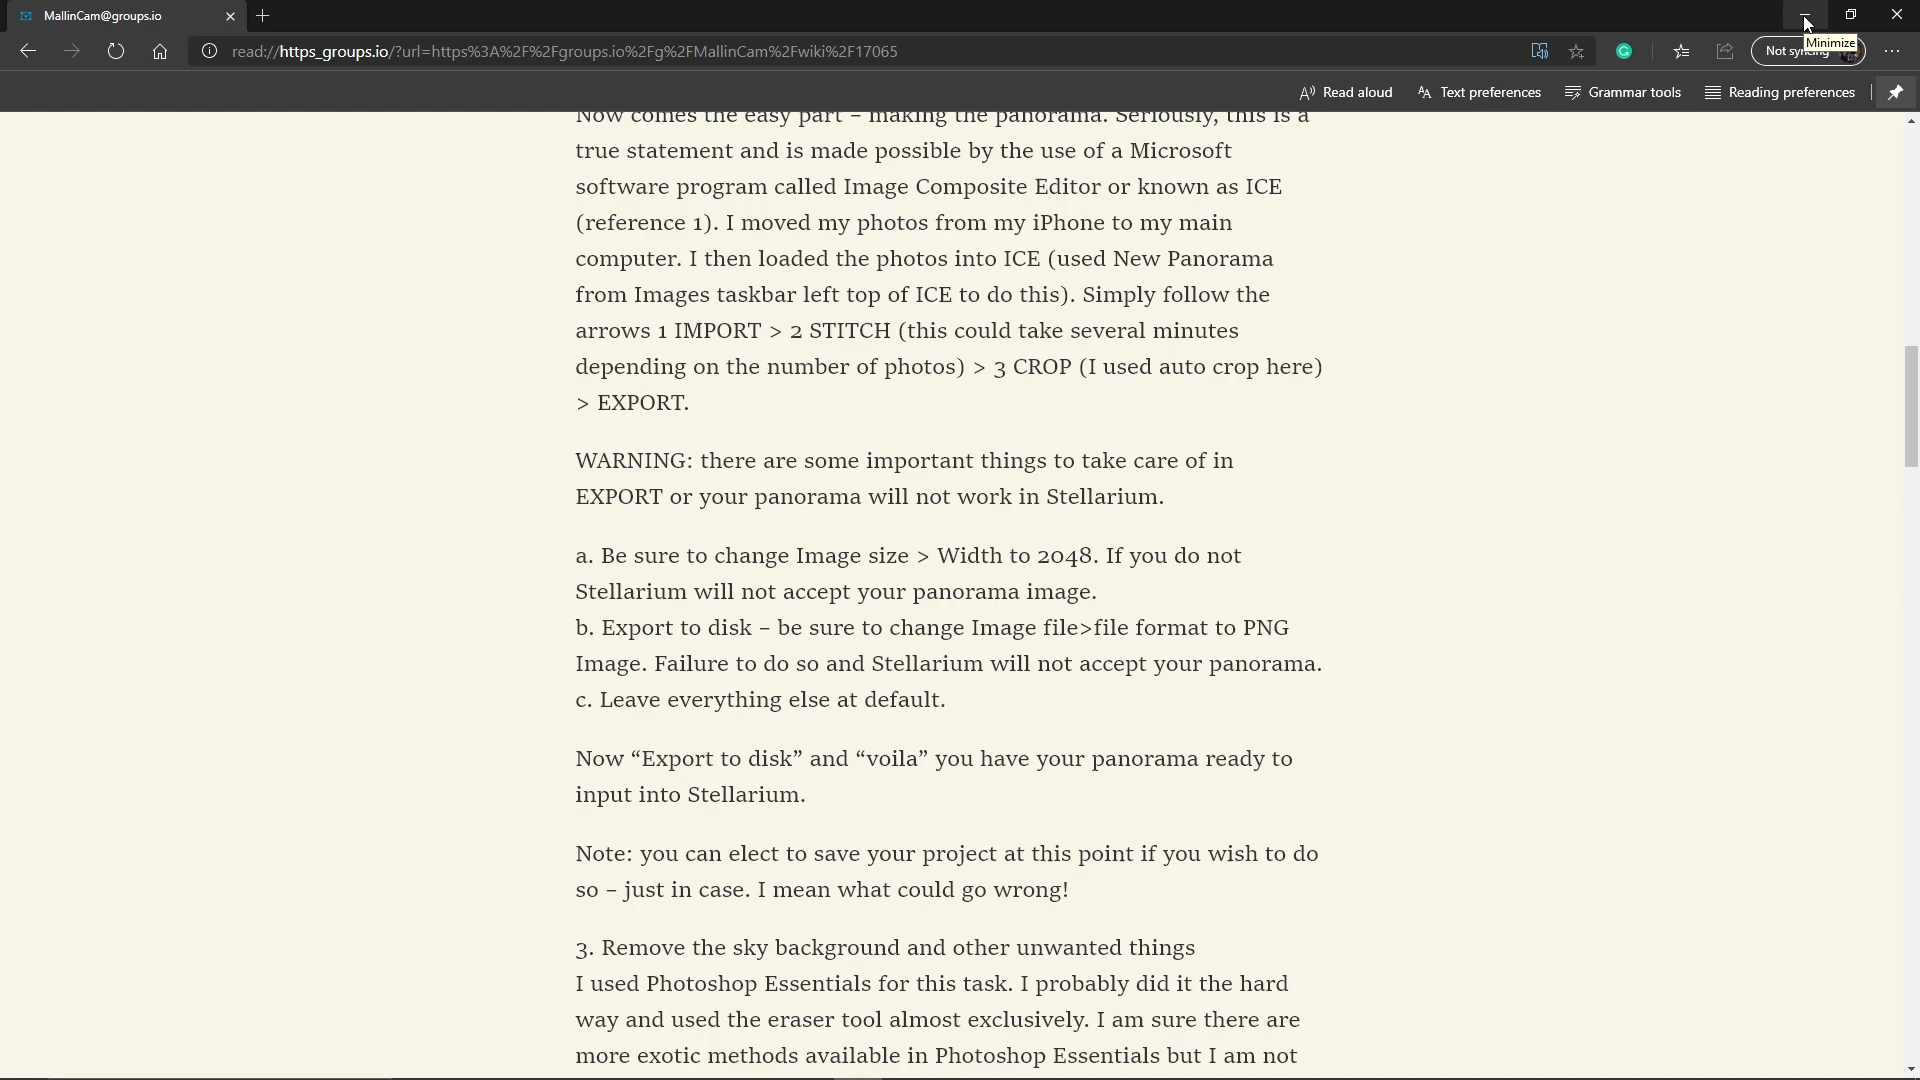 MallinCam@groups.io
read://https_groups.io/?url=https%3A%2F%2Fgroups.io%2Fg%2FMallinCam%2Fwiki%2F17065
Not syncing
Minimize
Read aloud
Text preferences
Grammar tools
Reading preferences
Now comes the easy part – making the panorama. Seriously, this is a
true statement and is made possible by the use of a Microsoft
software program called Image Composite Editor or known as ICE
(reference 1). I moved my photos from my iPhone to my main
computer. I then loaded the photos into ICE (used New Panorama
from Images taskbar left top of ICE to do this). Simply follow the
arrows 1 IMPORT > 2 STITCH (this could take several minutes
depending on the number of photos) > 3 CROP (I used auto crop here)
> EXPORT.
WARNING: there are some important things to take care of in
EXPORT or your panorama will not work in Stellarium.
a. Be sure to change Image size > Width to 2048. If you do not
Stellarium will not accept your panorama image.
b. Export to disk – be sure to change Image file>file format to PNG
Image. Failure to do so and Stellarium will not accept your panorama.
c. Leave everything else at default.
Now “Export to disk” and “voila” you have your panorama ready to
input into Stellarium.
Note: you can elect to save your project at this point if you wish to do
so – just in case. I mean what could go wrong!
3. Remove the sky background and other unwanted things
I used Photoshop Essentials for this task. I probably did it the hard
way and used the eraser tool almost exclusively. I am sure there are
more exotic methods available in Photoshop Essentials but I am not